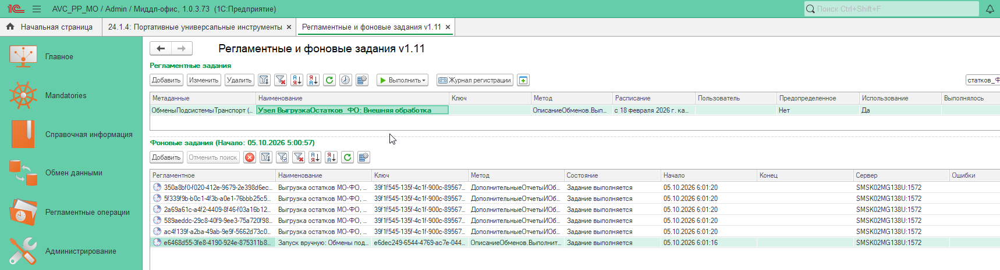 AVC_PP_MO / Admin / Миддл-офис, 1.0.3.73 (1С:Предприятие)
Поиск Ctrl+Shift+F
Начальная страница
24.1.4: Портативные универсальные инструменты ×
Регламентные и фоновые задания v1.11 ×
Главное
Mandatories
Справочная информация
Обмен данными
Регламентные операции
Администрирование
Регламентные и фоновые задания v1.11
Регламентные задания
Добавить Изменить Удалить Выполнить Журнал регистрации
статков_Ф
Метаданные Наименование Ключ Метод Расписание Пользователь Предопределенное Использование Выполнялось
ОбменыПодсистемыТранспорт (... Узел ВыгрузкаОстатков_ФО: Внешняя обработка ОписаниеОбменов.Вып... с 18 февраля 2026 г. ка... Нет Да
Фоновые задания (Начало: 05.10.2026 5:00:57)
Добавить Отменить поиск
Регламентное Наименование Ключ Метод Состояние Начало Конец Сервер Ошибки
350a8bf0-f020-412e-9679-2e398d6ec... Выгрузка остатков МО-ФО, ... 39f1f545-135f-4c1f-900c-89567... ДополнительныеОтчетыИОб... Задание выполняется 05.10.2026 6:01:20 SMSK02MG138U:1572
5f339f9b-b0c1-4f3b-a0e1-76bbb25c5... Выгрузка остатков МО-ФО, ... 39f1f545-135f-4c1f-900c-89567... ДополнительныеОтчетыИОб... Задание выполняется 05.10.2026 6:01:20 SMSK02MG138U:1572
2a69a61c-a4f2-4409-8f46-f03a16b12... Выгрузка остатков МО-ФО, ... 39f1f545-135f-4c1f-900c-89567... ДополнительныеОтчетыИОб... Задание выполняется 05.10.2026 6:01:20 SMSK02MG138U:1572
589aeddc-29c8-40f9-9ee3-75a720f98... Выгрузка остатков МО-ФО, ... 39f1f545-135f-4c1f-900c-89567... ДополнительныеОтчетыИОб... Задание выполняется 05.10.2026 6:01:20 SMSK02MG138U:1572
ac4f139f-a2ba-49ab-9e9f-5662d73c0... Выгрузка остатков МО-ФО, ... 39f1f545-135f-4c1f-900c-89567... ДополнительныеОтчетыИОб... Задание выполняется 05.10.2026 6:01:20 SMSK02MG138U:1572
e6468d55-3fe8-4190-924e-875311b8... Запуск вручную: Обмены под... e6dec249-6544-4769-ac7e-044... ОписаниеОбменов.Выполнит... Задание выполняется 05.10.2026 6:01:16 SMSK02MG138U:1572